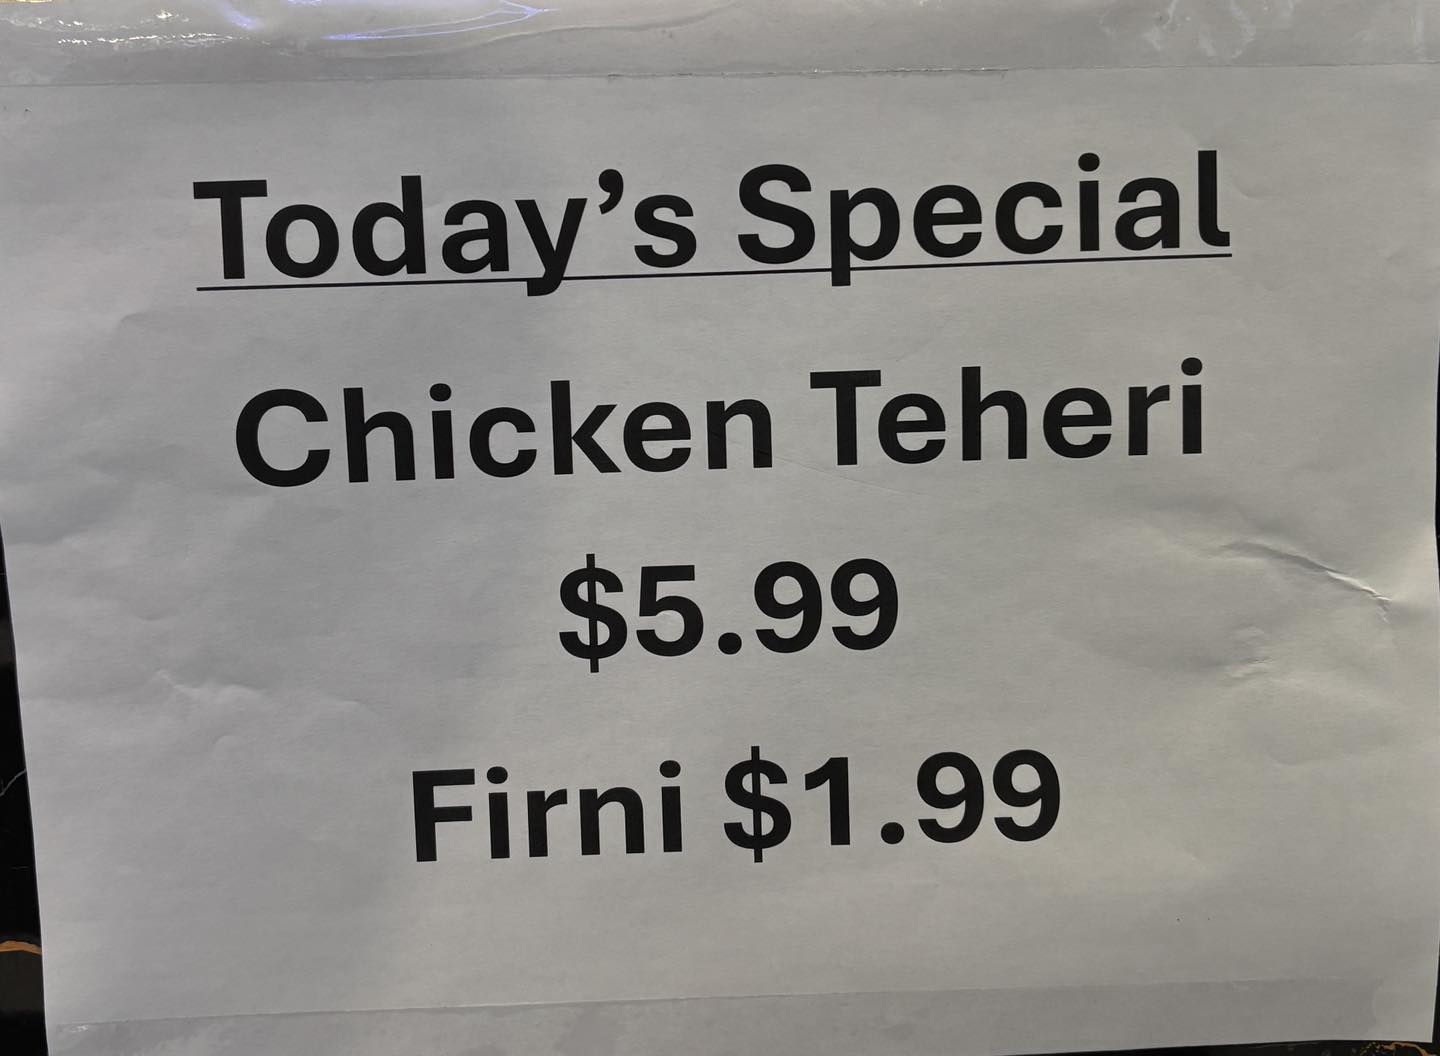 Today’s Special
Chicken Teheri
$5.99
Firni $1.99